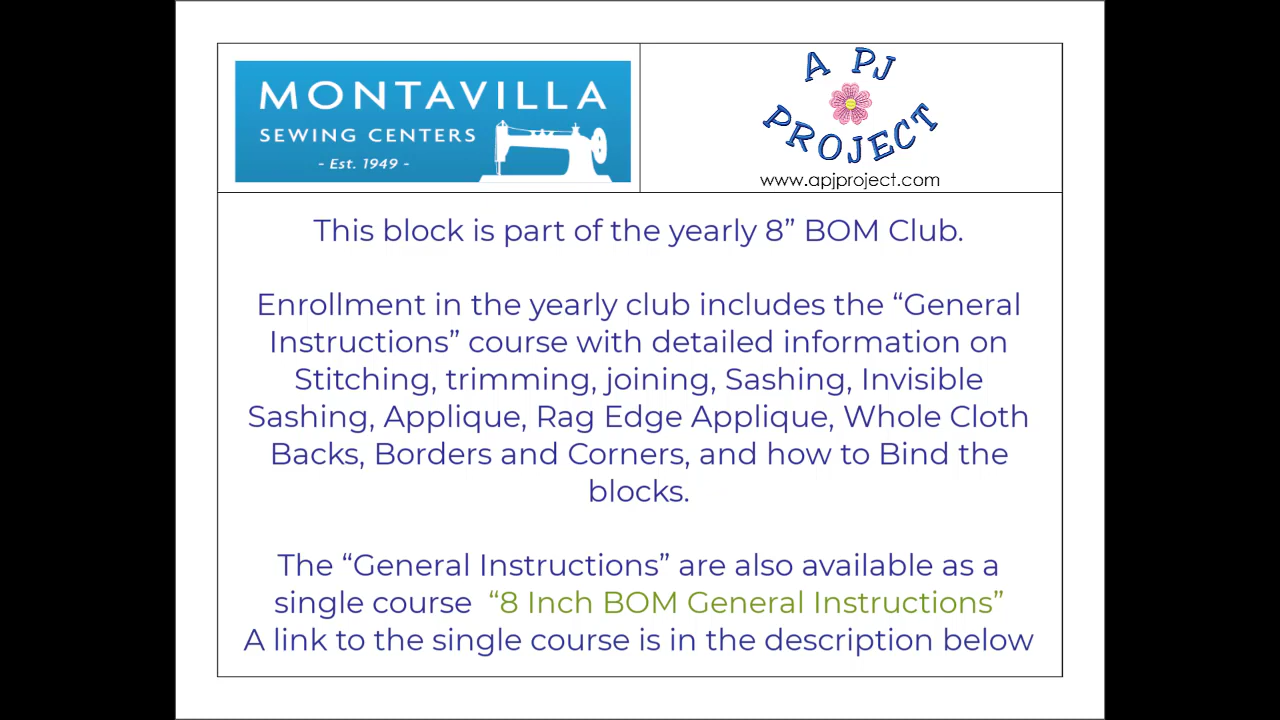 MONTAVILLA
SEWING CENTERS
- Est. 1949 -
A PJ
PROJECT
www.apjproject.com
This block is part of the yearly 8” BOM Club.
Enrollment in the yearly club includes the “General
Instructions” course with detailed information on
Stitching, trimming, joining, Sashing, Invisible
Sashing, Applique, Rag Edge Applique, Whole Cloth
Backs, Borders and Corners, and how to Bind the
blocks.
The “General Instructions” are also available as a
single course “8 Inch BOM General Instructions”
A link to the single course is in the description below